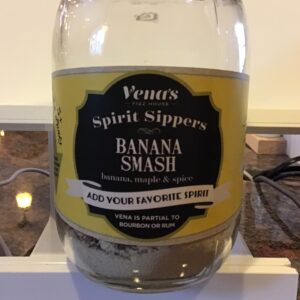 Vena's
FIZZ HOUSE
Spirit Sippers
BANANA
SMASH
banana, maple & spice
ADD YOUR FAVORITE SPIRIT
VENA IS PARTIAL TO
BOURBON OR RUM